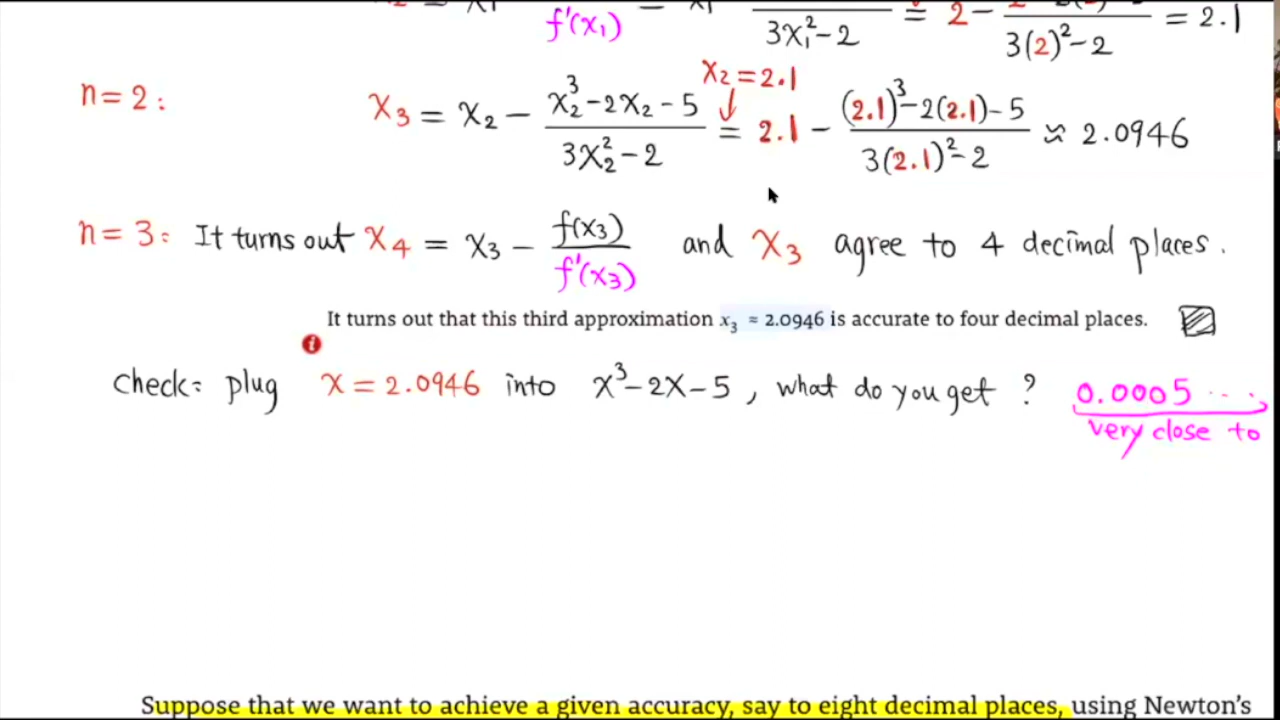 f'(x₁) 3x₁²-2 = 2 - 3(2)²-2 = 2.1
x₂=2.1
n=2: x₃ = x₂ - (x₂³-2x₂-5)/(3x₂²-2) = 2.1 - ((2.1)³-2(2.1)-5)/(3(2.1)²-2) ≈ 2.0946
n=3: It turns out x₄ = x₃ - f(x₃)/f'(x₃) and x₃ agree to 4 decimal places.
It turns out that this third approximation x₃ ≈ 2.0946 is accurate to four decimal places.
Check: plug x=2.0946 into x³-2x-5, what do you get? 0.0005...
very close to
Suppose that we want to achieve a given accuracy, say to eight decimal places, using Newton's